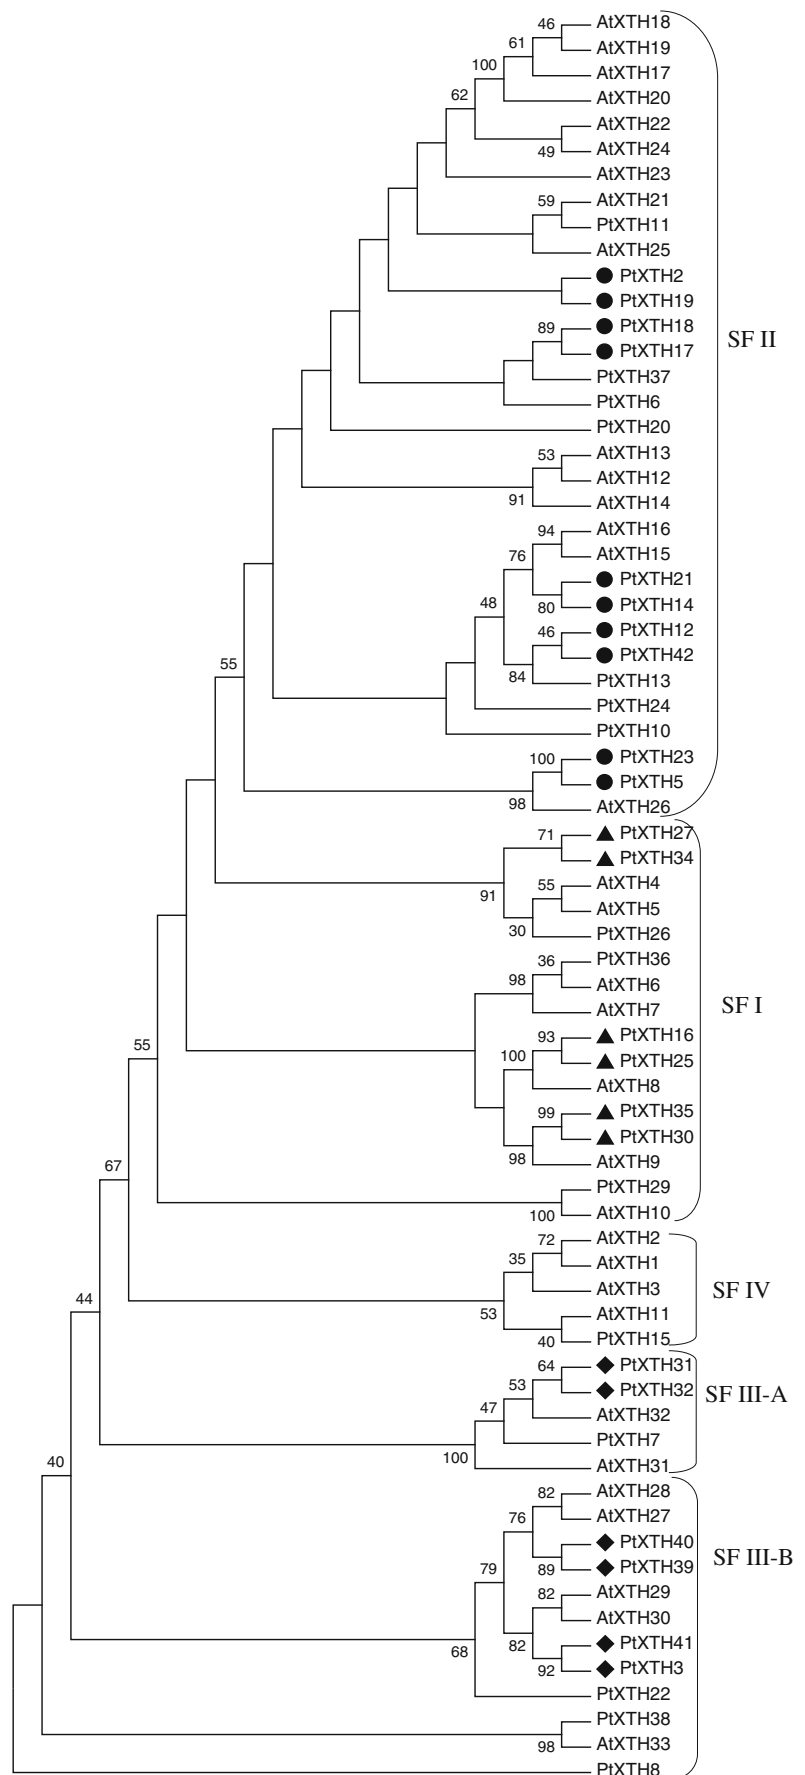 46 AtXTH18
61 AtXTH19
100 AtXTH17
62 AtXTH20
AtXTH22
49 AtXTH24
AtXTH23
59 AtXTH21
PtXTH11
AtXTH25
PtXTH2
PtXTH19
89 PtXTH18
SF II
PtXTH17
PtXTH37
PtXTH6
PtXTH20
53 AtXTH13
AtXTH12
91 AtXTH14
94 AtXTH16
76 AtXTH15
PtXTH21
48 80 PtXTH14
46 PtXTH12
55 PtXTH42
84 PtXTH13
PtXTH24
PtXTH10
100 PtXTH23
PtXTH5
98 AtXTH26
71 PtXTH27
PtXTH34
91 55 AtXTH4
AtXTH5
30 PtXTH26
36 PtXTH36
98 AtXTH6
SF I
AtXTH7
93 PtXTH16
55 100 PtXTH25
AtXTH8
99 PtXTH35
PtXTH30
98 AtXTH9
67 PtXTH29
100 AtXTH10
72 AtXTH2
35 AtXTH1
SF IV
AtXTH3
44 53 AtXTH11
40 PtXTH15
64 PtXTH31
53 PtXTH32
SF III-A
47 AtXTH32
PtXTH7
40 100 AtXTH31
82 AtXTH28
76 AtXTH27
PtXTH40
SF III-B
79 89 PtXTH39
82 AtXTH29
AtXTH30
68 82 PtXTH41
92 PtXTH3
PtXTH22
PtXTH38
98 AtXTH33
PtXTH8